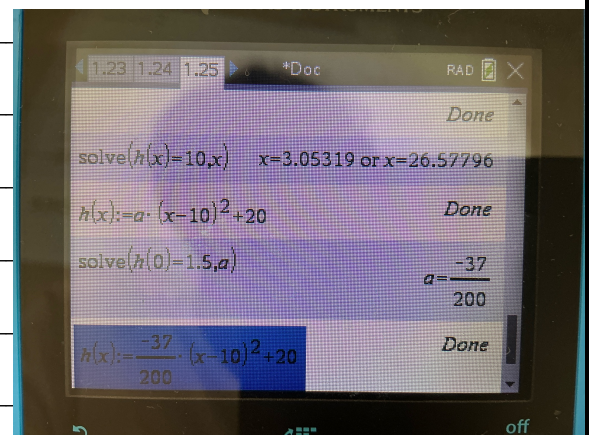 1.23 1.24 1.25 *Doc RAD
Done
solve(h(x)=10,x) x=3.05319 or x=26.57796
h(x):=a·(x−10)²+20 Done
solve(h(0)=1.5,a) a=−37/200
h(x):=−37/200·(x−10)²+20 Done
off